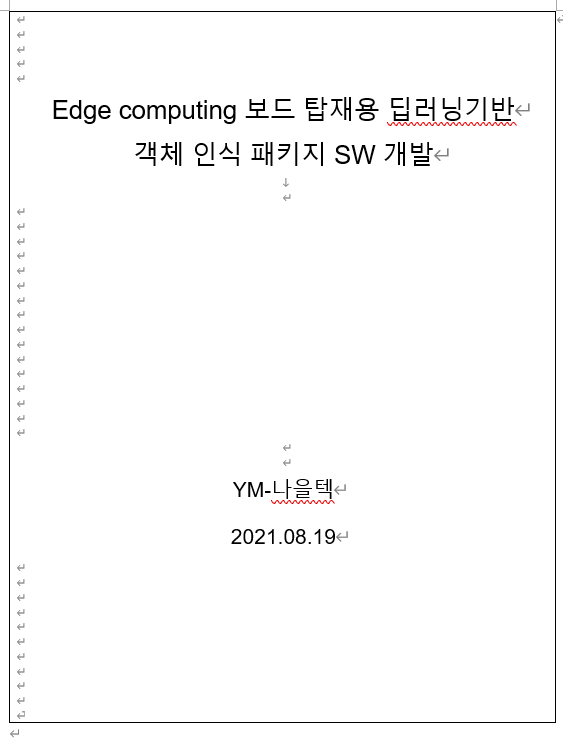 Edge computing 보드 탑재용 딥러닝기반
객체 인식 패키지 SW 개발
YM-나을텍
2021.08.19